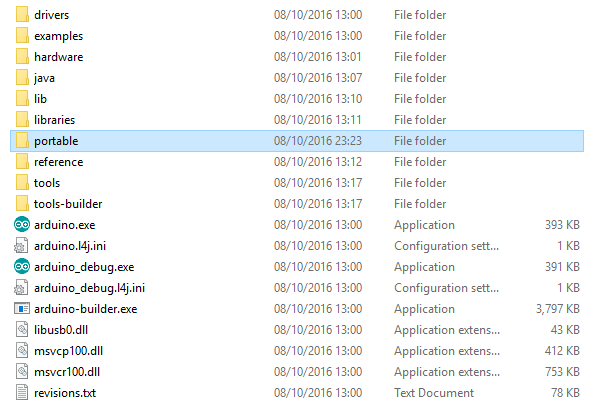 drivers 08/10/2016 13:00 File folder
examples 08/10/2016 13:00 File folder
hardware 08/10/2016 13:01 File folder
java 08/10/2016 13:07 File folder
lib 08/10/2016 13:10 File folder
libraries 08/10/2016 13:11 File folder
portable 08/10/2016 23:23 File folder
reference 08/10/2016 13:12 File folder
tools 08/10/2016 13:17 File folder
tools-builder 08/10/2016 13:17 File folder
arduino.exe 08/10/2016 13:00 Application 393 KB
arduino.l4j.ini 08/10/2016 13:00 Configuration sett... 1 KB
arduino_debug.exe 08/10/2016 13:00 Application 391 KB
arduino_debug.l4j.ini 08/10/2016 13:00 Configuration sett... 1 KB
arduino-builder.exe 08/10/2016 13:00 Application 3,797 KB
libusb0.dll 08/10/2016 13:00 Application extens... 43 KB
msvcp100.dll 08/10/2016 13:00 Application extens... 412 KB
msvcr100.dll 08/10/2016 13:00 Application extens... 753 KB
revisions.txt 08/10/2016 13:00 Text Document 78 KB